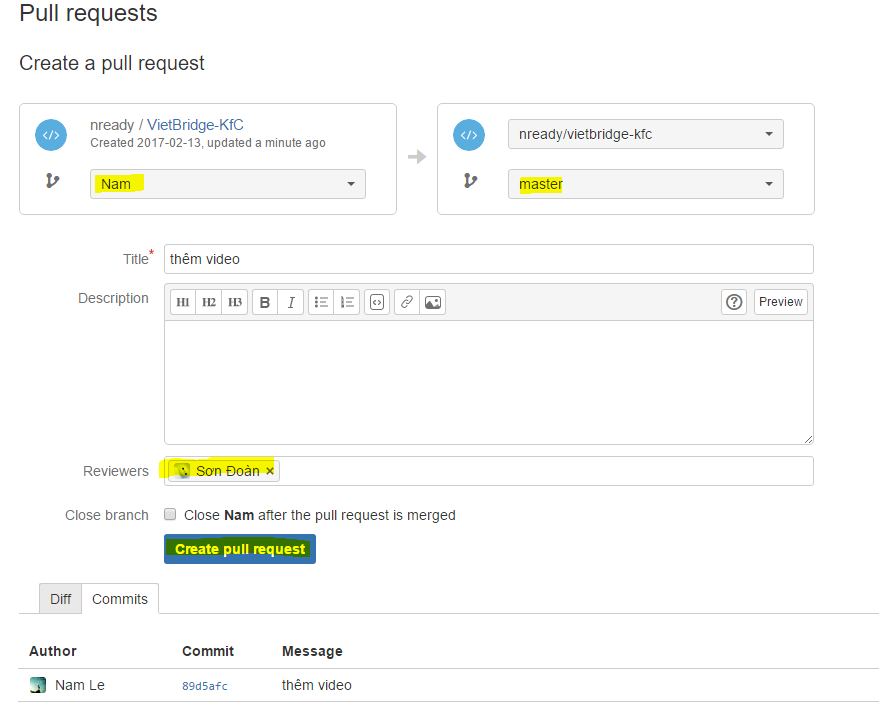 Pull requests
Create a pull request
nready / VietBridge-KfC
Created 2017-02-13, updated a minute ago
Nam
nready/vietbridge-kfc
master
Title* thêm video
Description H1 H2 H3 B I Preview
Reviewers Sơn Đoàn ×
Close branch Close Nam after the pull request is merged
Create pull request
Diff Commits
Author Commit Message
Nam Le 89d5afc thêm video